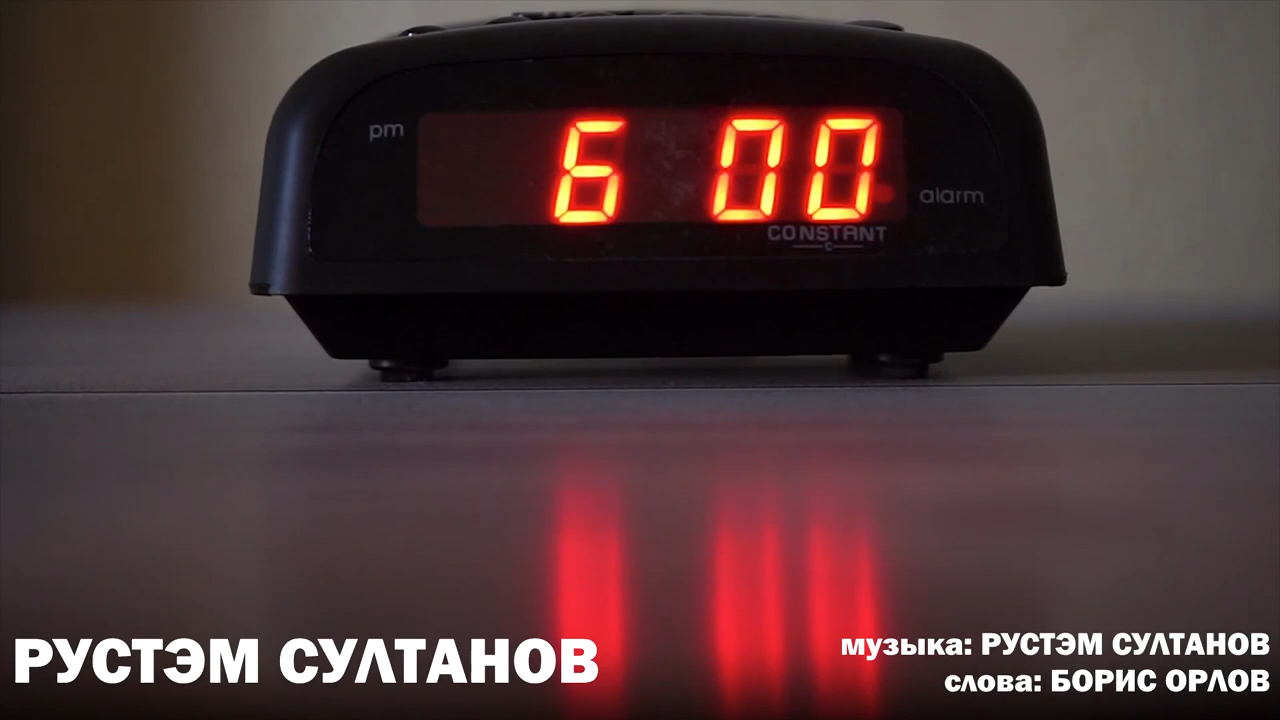 pm
6 00
alarm
CONSTANT
C
РУСТЭМ СУЛТАНОВ
музыка: РУСТЭМ СУЛТАНОВ
слова: БОРИС ОРЛОВ